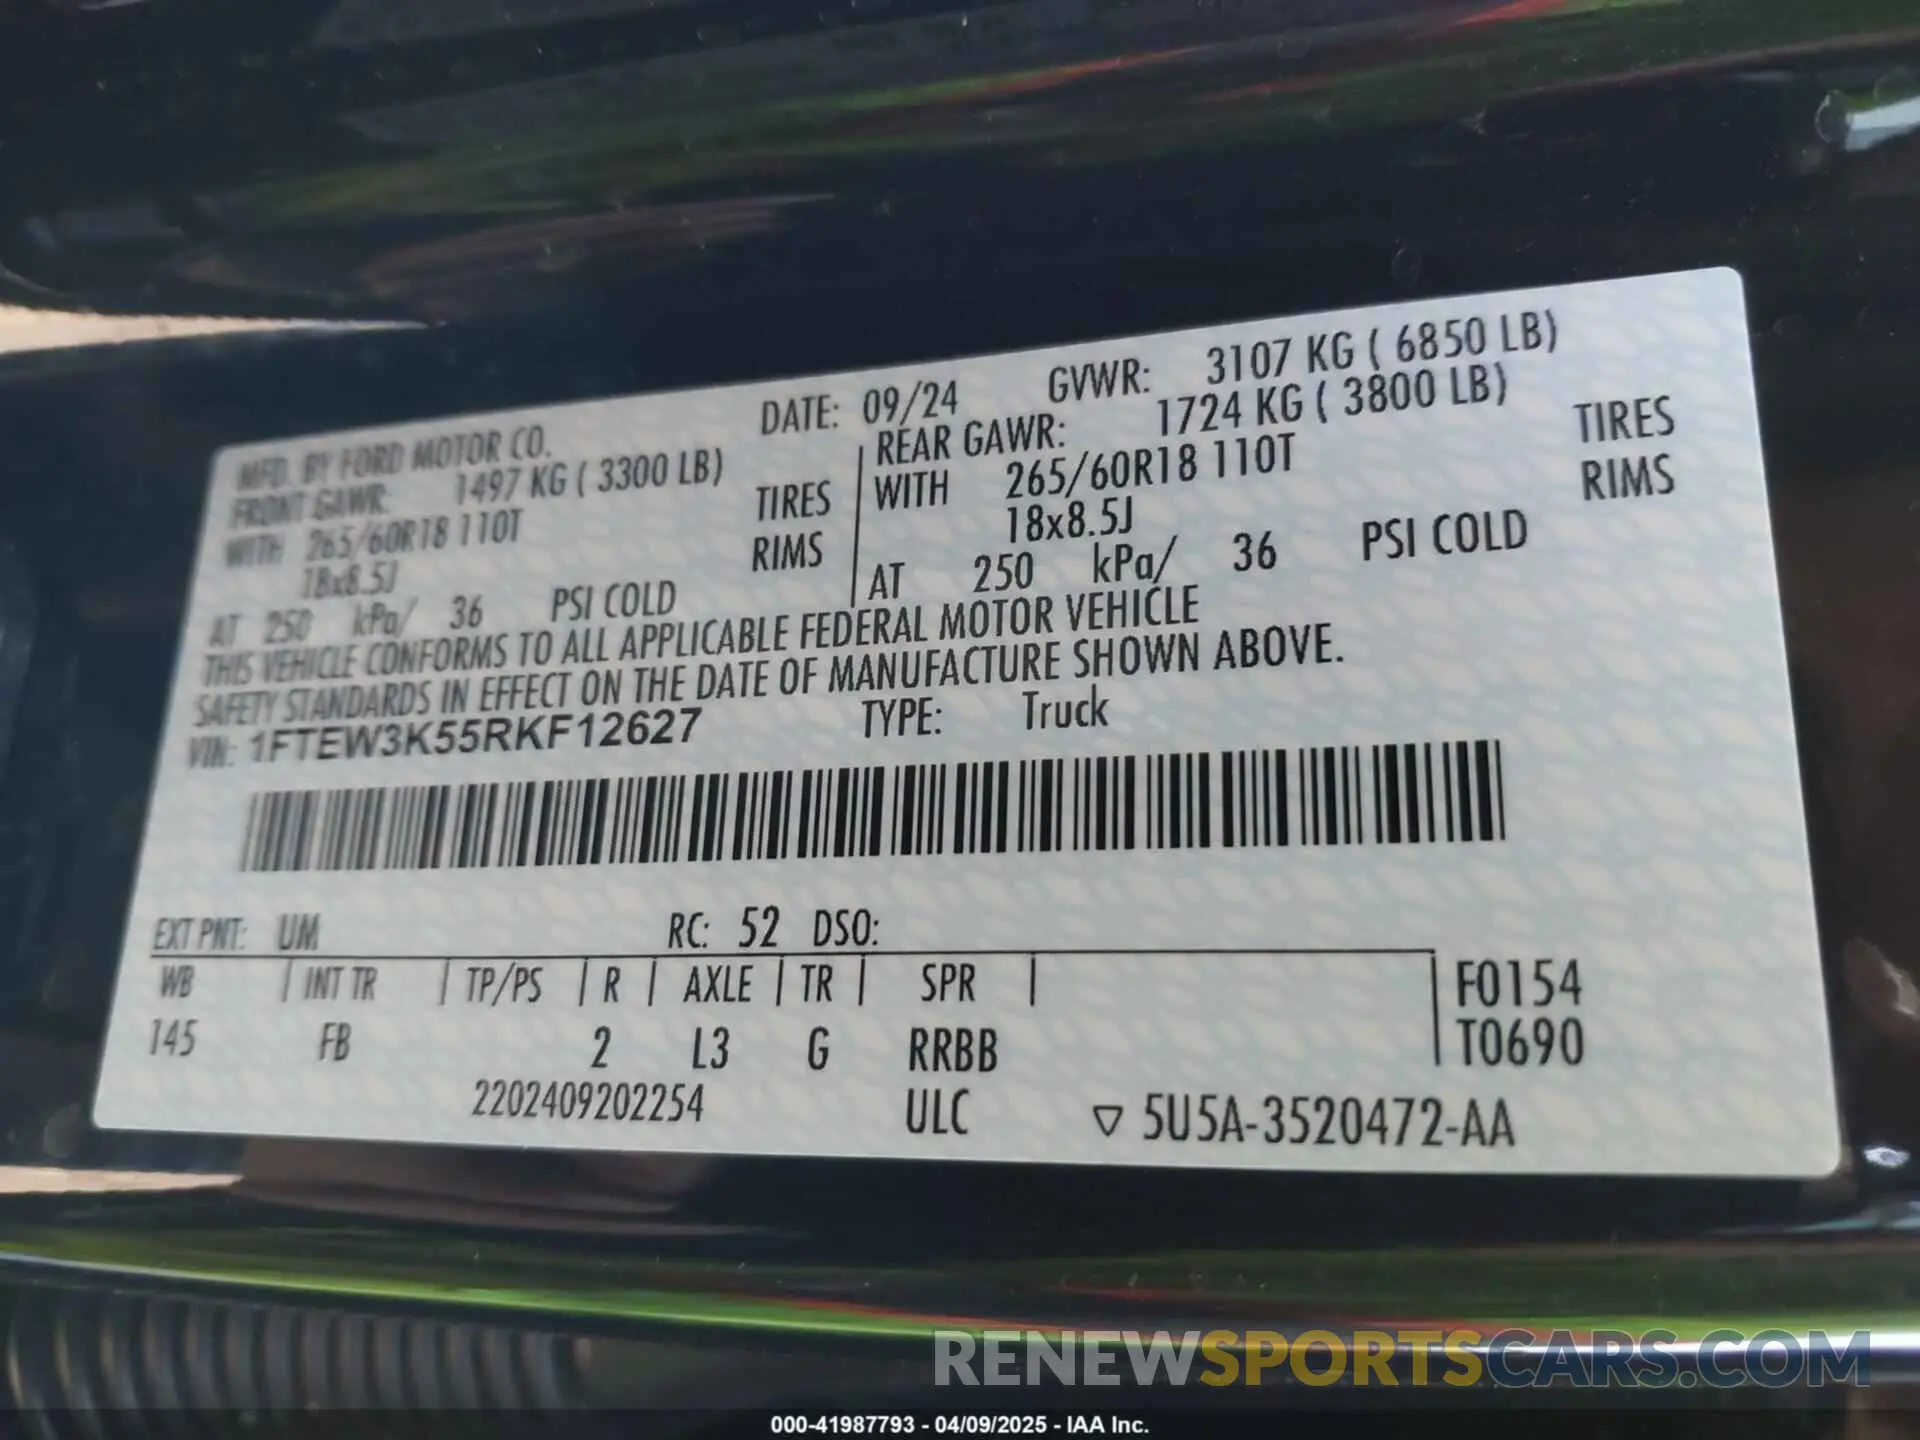 MFD. BY FORD MOTOR CO. DATE: 09/24 GVWR: 3107 KG ( 6850 LB)
FRONT GAWR: 1497 KG ( 3300 LB) REAR GAWR: 1724 KG ( 3800 LB)
WITH 265/60R18 110T TIRES WITH 265/60R18 110T TIRES
18x8.5J RIMS 18x8.5J RIMS
AT 250 kPa/ 36 PSI COLD AT 250 kPa/ 36 PSI COLD
THIS VEHICLE CONFORMS TO ALL APPLICABLE FEDERAL MOTOR VEHICLE
SAFETY STANDARDS IN EFFECT ON THE DATE OF MANUFACTURE SHOWN ABOVE.
VIN: 1FTEW3K55RKF12627 TYPE: Truck
EXT PNT: UM RC: 52 DSO:
WB | INT TR | TP/PS | R | AXLE | TR | SPR | F0154
145 FB 2 L3 G RRBB T0690
2202409202254 ULC ▽ 5U5A-3520472-AA
RENEWSPORTSCARS.COM
000-41987793 - 04/09/2025 - IAA Inc.